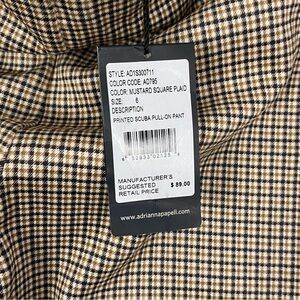 STYLE: AD1S300711
COLOR CODE: AD795
COLOR: MUSTARD SQUARE PLAID
SIZE: 6
DESCRIPTION
PRINTED SCUBA PULL-ON PANT
MANUFACTURER'S
SUGGESTED $ 89.00
RETAIL PRICE
www.adriannapapell.com